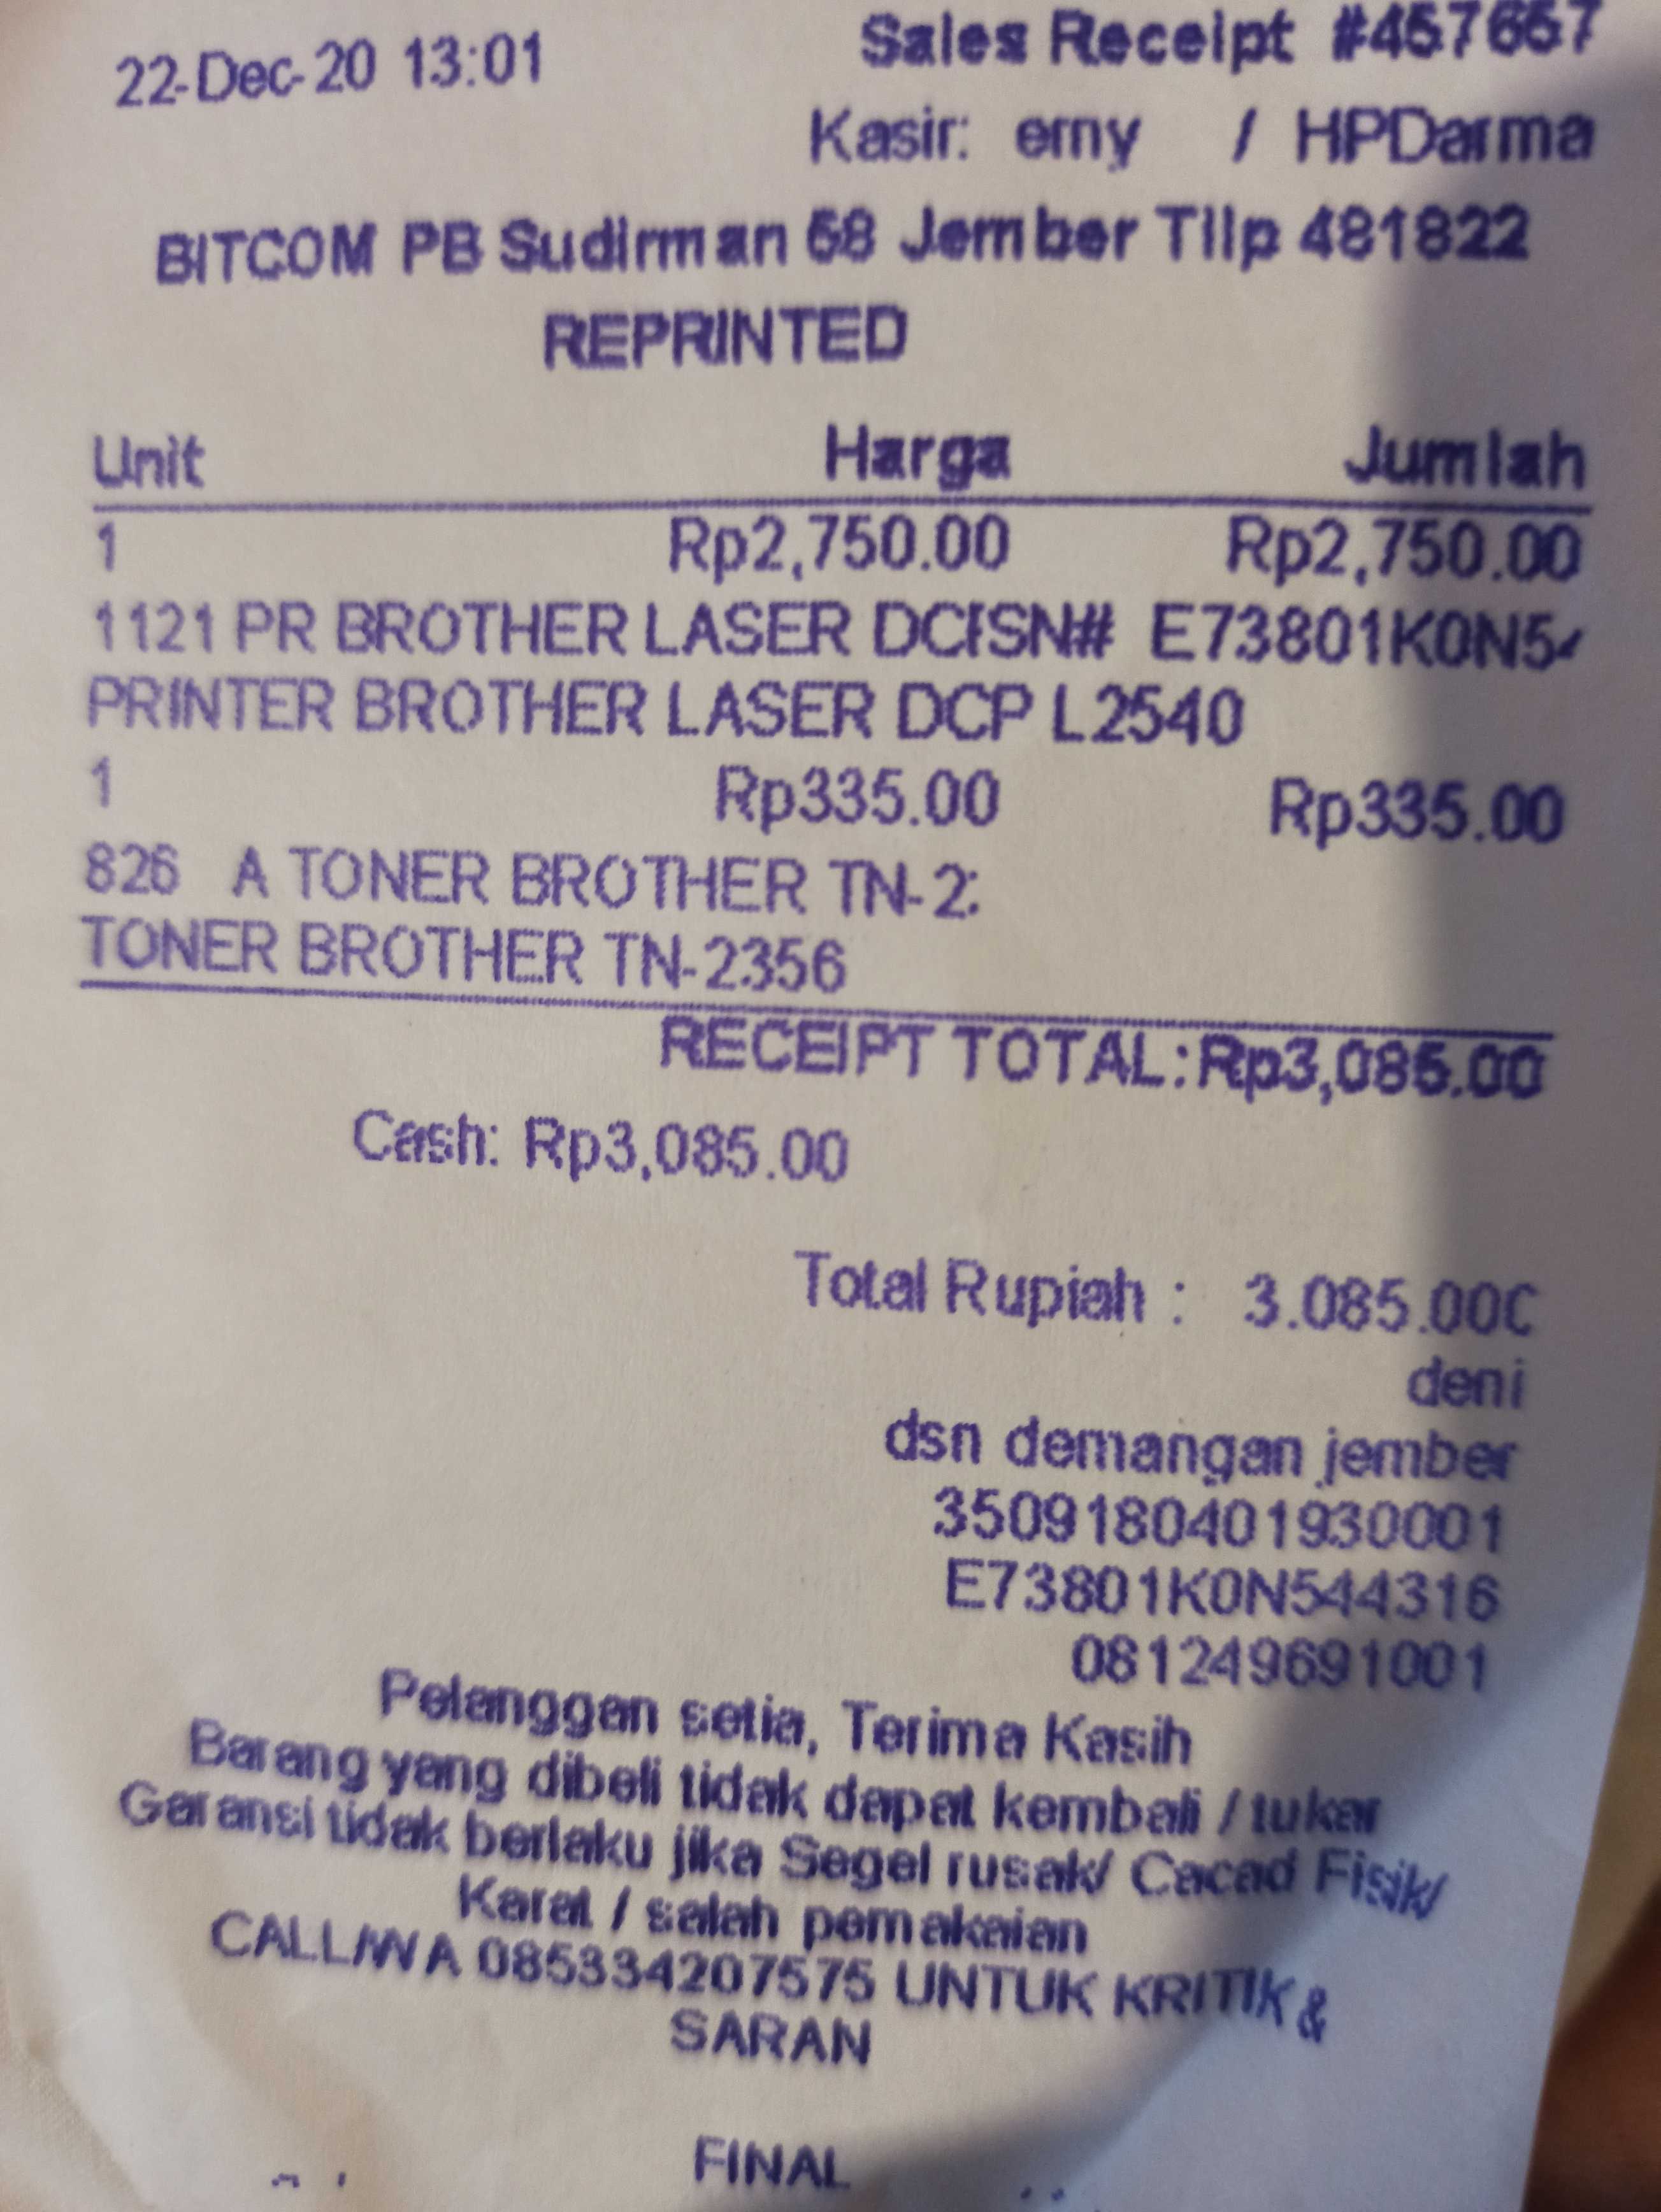 22-Dec-20 13:01
Sales Receipt #457657
Kasir: erny / HPDarma
BITCOM PB Sudirman 58 Jember Tllp 481822
REPRINTED
Unit Harga Jumlah
1 Rp2,750.00 Rp2,750.00
1121 PR BROTHER LASER DCISN# E73801K0N54
PRINTER BROTHER LASER DCP L2540
1 Rp335.00 Rp335.00
826 A TONER BROTHER TN-2:
TONER BROTHER TN-2356
RECEIPT TOTAL: Rp3,085.00
Cash: Rp3,085.00
Total Rupiah : 3.085.000
deni
dsn demangan jember
3509180401930001
E73801K0N544316
081249691001
Pelanggan setia, Terima Kasih
Barang yang dibeli tidak dapat kembali / tukar
Garansi tidak berlaku jika Segel rusak/ Cacad Fisik/
Karat / salah pemakaian
CALL/WA 085334207575 UNTUK KRITIK &
SARAN
FINAL